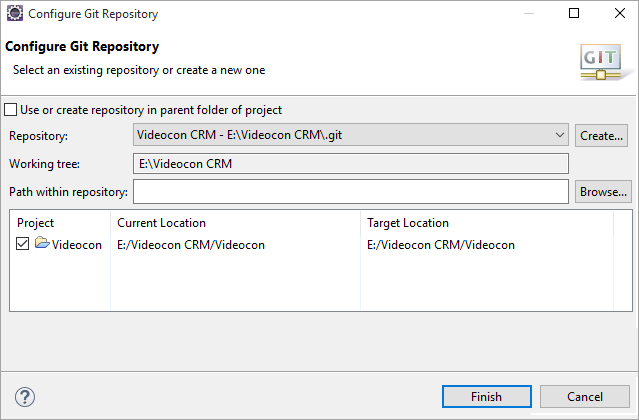 Configure Git Repository
Configure Git Repository
Select an existing repository or create a new one
GIT
Use or create repository in parent folder of project
Repository: Videocon CRM - E:\Videocon CRM\.git Create...
Working tree: E:\Videocon CRM
Path within repository: Browse...
Project Current Location Target Location
Videocon E:/Videocon CRM/Videocon E:/Videocon CRM/Videocon
? Finish Cancel